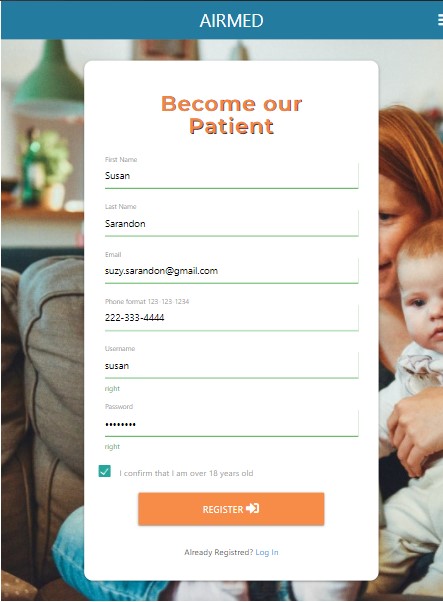 AIRMED
Become our
Patient
First Name
Susan
Last Name
Sarandon
Email
suzy.sarandon@gmail.com
Phone format 123 123 1234
222-333-4444
Username
susan
right
Password
••••••••
right
I confirm that I am over 18 years old
REGISTER
Already Registred? Log In